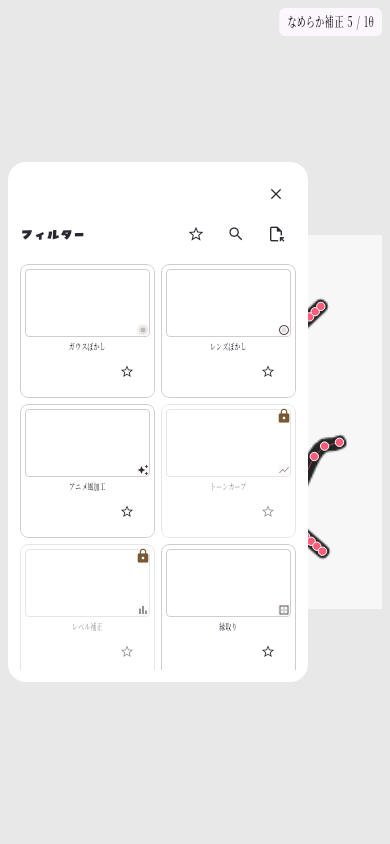 なめらか補正 5 / 10
フィルター
ガウスぼかし
レンズぼかし
アニメ風加工
トーンカーブ
レベル補正
縁取り